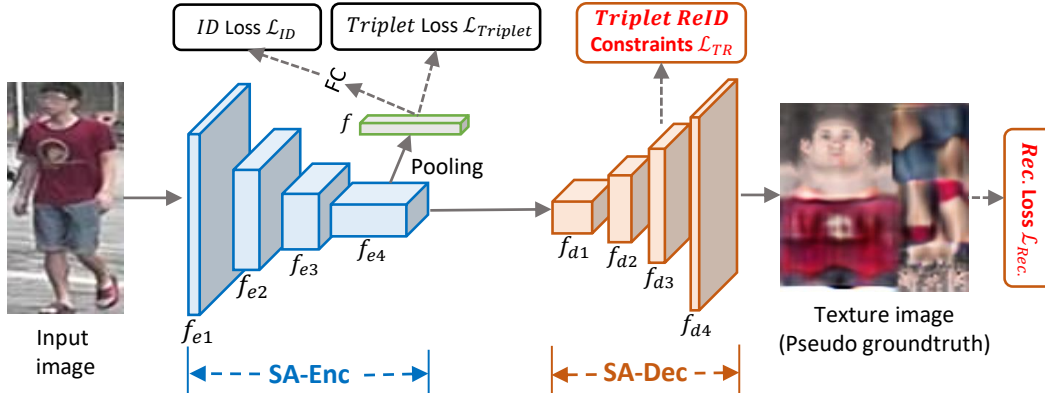 ID Loss ℒ_ID
Triplet Loss ℒ_Triplet
Triplet ReID
Constraints ℒ_TR
FC
f
Pooling
Rec. Loss ℒ_Rec.
f_e1
f_e2
f_e3
f_e4
f_d1
f_d2
f_d3
f_d4
Input
image
Texture image
(Pseudo groundtruth)
SA-Enc
SA-Dec